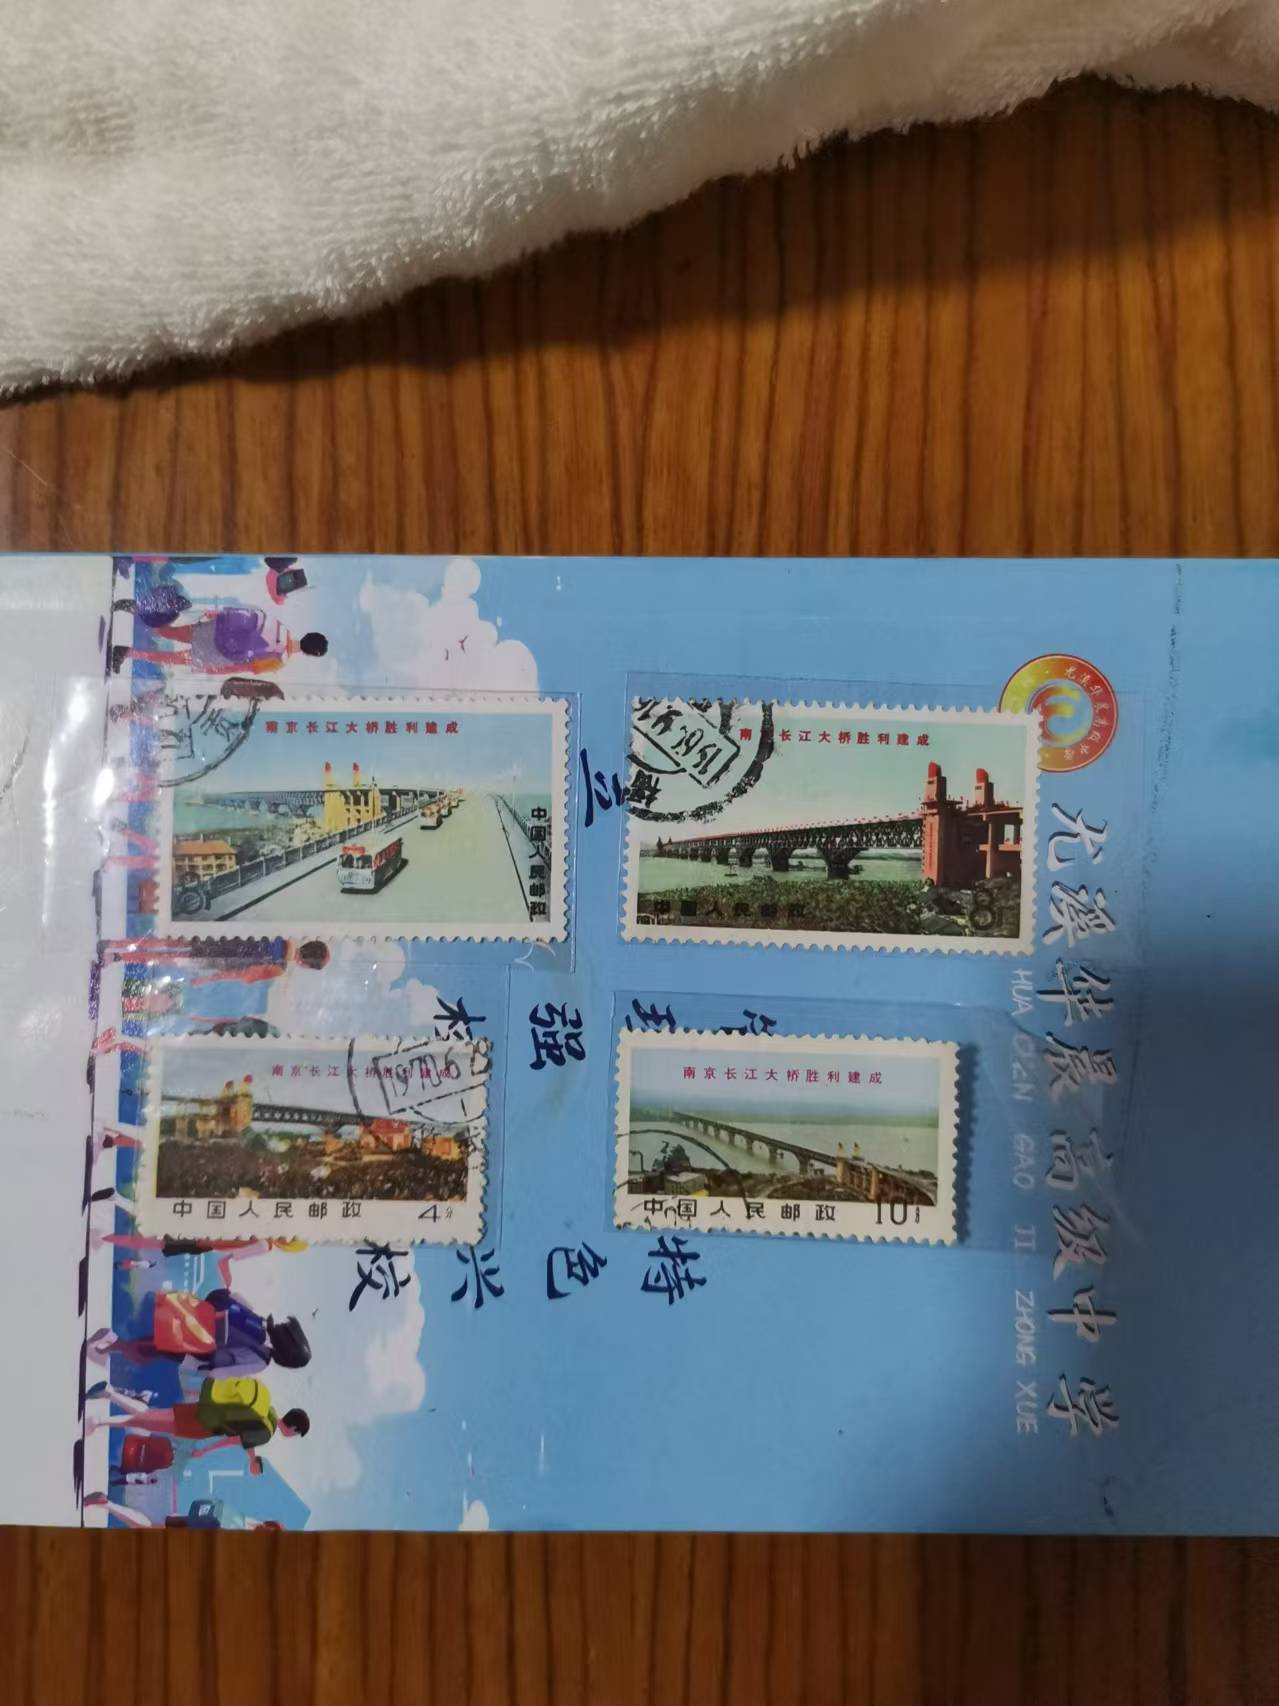 南京长江大桥胜利建成
中国人民邮政
南京长江大桥胜利建成
中国人民邮政
8
南京长江大桥胜利建成
中国人民邮政 4分
南京长江大桥胜利建成
中国人民邮政 10
尤溪华晨高级中学
HUA CHEN GAO JI ZHONG XUE
特色兴校
强